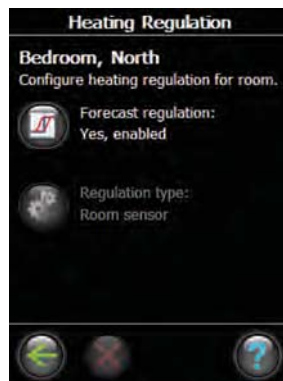 Heating Regulation
Bedroom, North
Configure heating regulation for room.
Forecast regulation:
Yes, enabled
Regulation type:
Room sensor
?